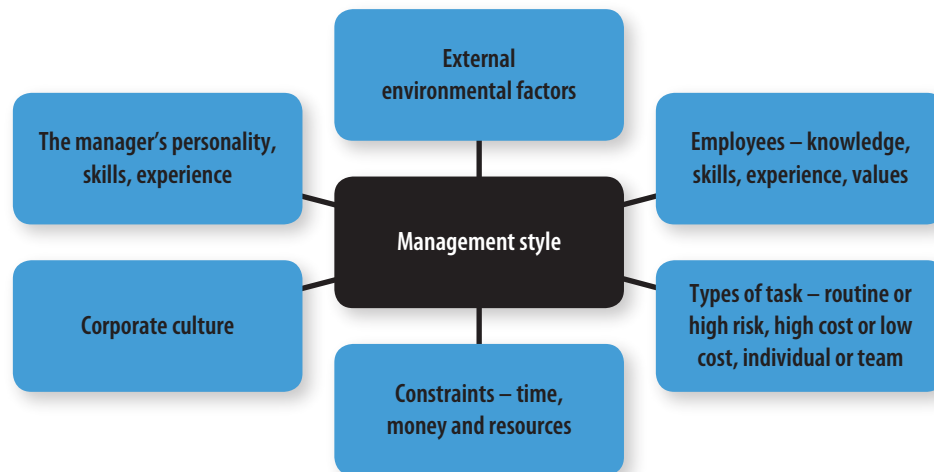 External
environmental factors
The manager’s personality,
skills, experience
Employees – knowledge,
skills, experience, values
Management style
Corporate culture
Types of task – routine or
high risk, high cost or low
cost, individual or team
Constraints – time,
money and resources